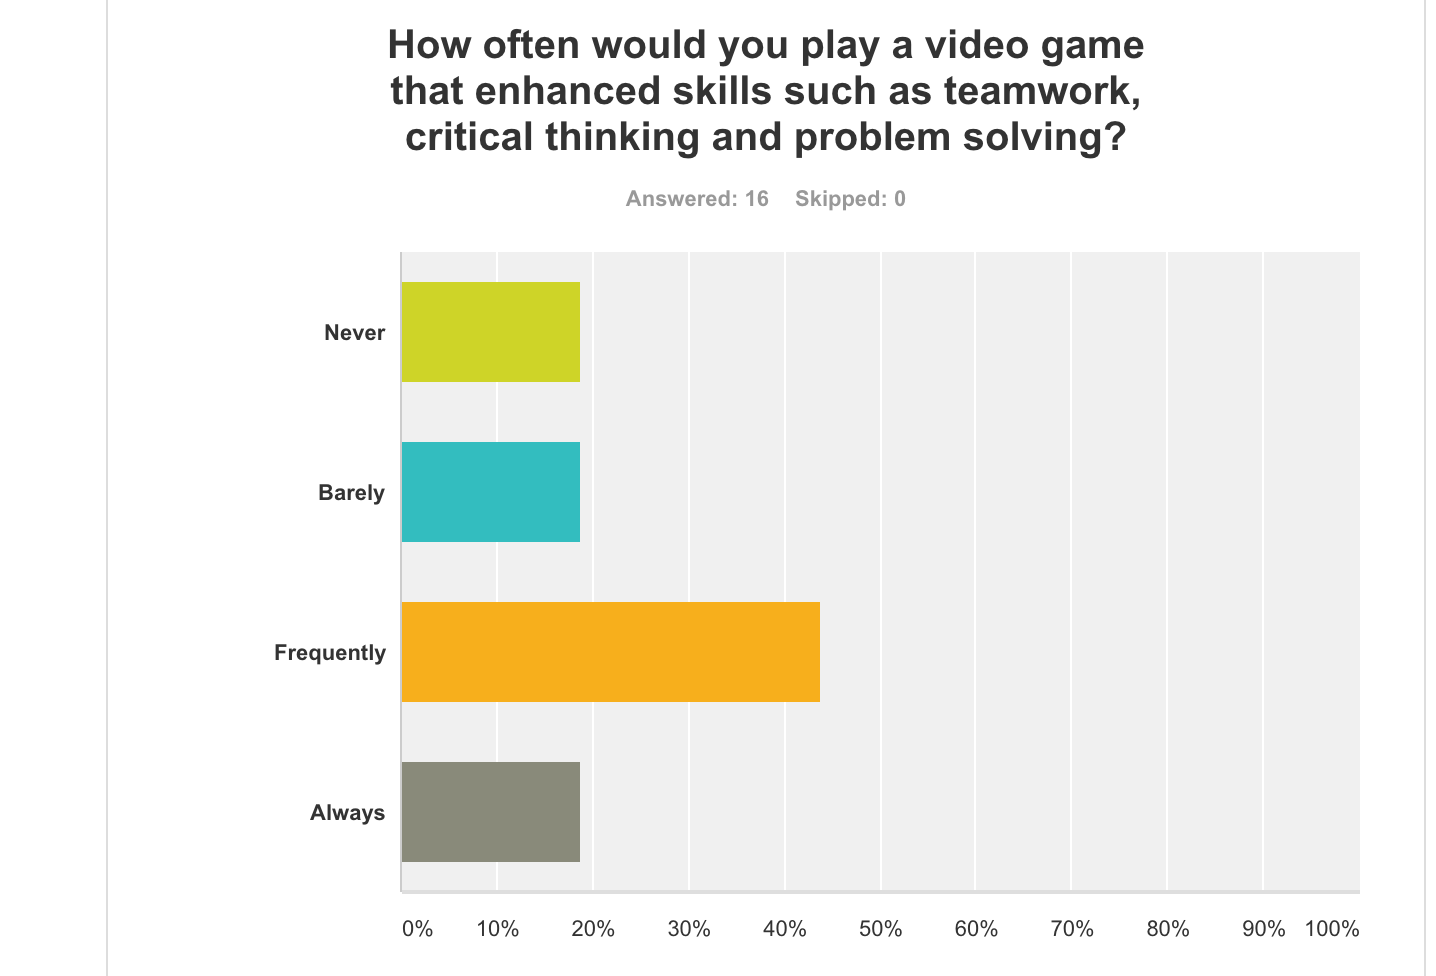 How often would you play a video game
that enhanced skills such as teamwork,
critical thinking and problem solving?
Answered: 16 Skipped: 0
Never
Barely
Frequently
Always
0% 10% 20% 30% 40% 50% 60% 70% 80% 90% 100%